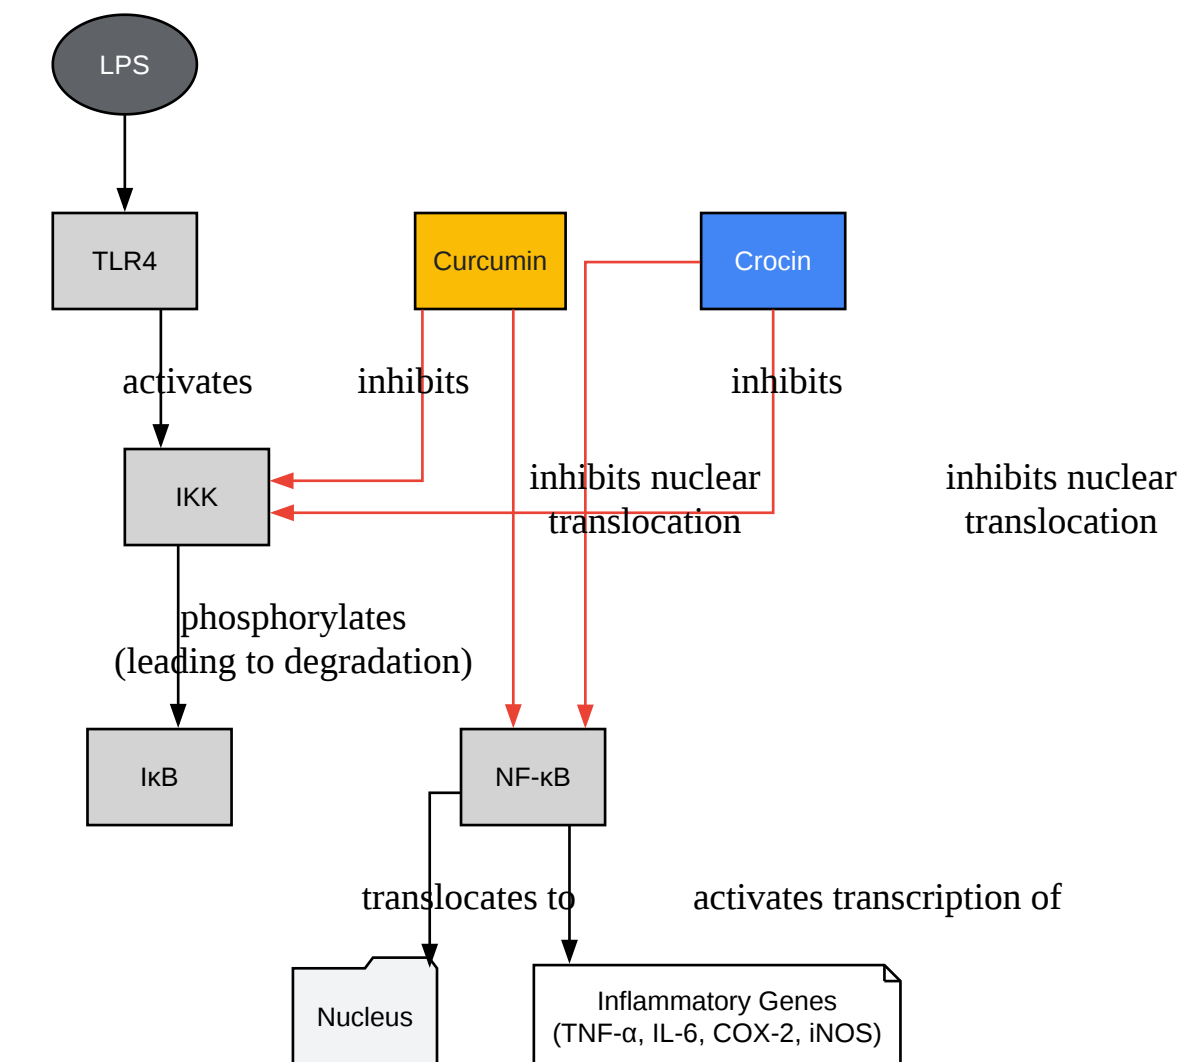 LPS
TLR4
Curcumin
Crocin
activates
inhibits
inhibits
IKK
inhibits nuclear
translocation
inhibits nuclear
translocation
phosphorylates
(leading to degradation)
IκB
NF-κB
translocates to
activates transcription of
Nucleus
Inflammatory Genes
(TNF-α, IL-6, COX-2, iNOS)